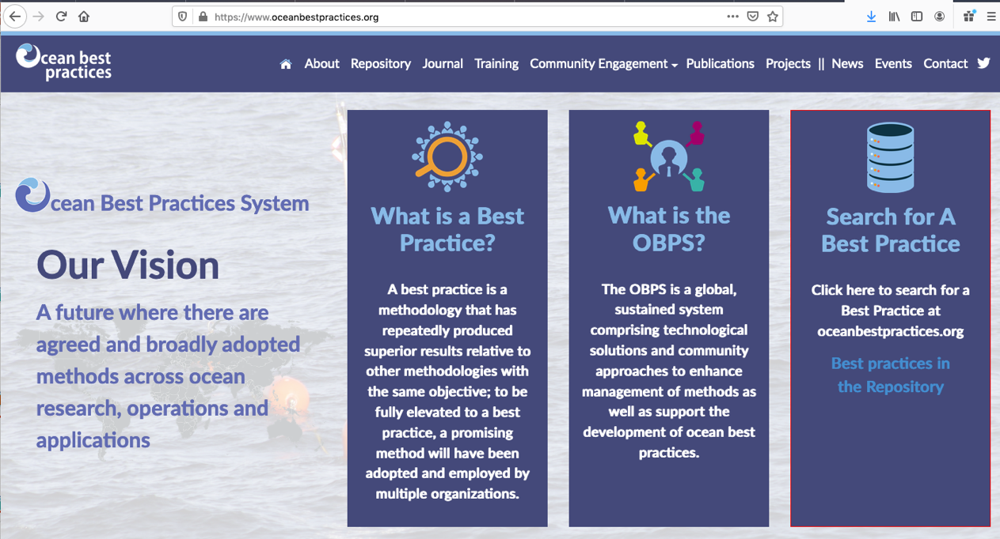 https://www.oceanbestpractices.org
Ocean best
practices
About Repository Journal Training Community Engagement Publications Projects || News Events Contact
Ocean Best Practices System
Our Vision
A future where there are
agreed and broadly adopted
methods across ocean
research, operations and
applications
What is a Best
Practice?
A best practice is a
methodology that has
repeatedly produced
superior results relative to
other methodologies with
the same objective; to be
fully elevated to a best
practice, a promising
method will have been
adopted and employed by
multiple organizations.
What is the
OBPS?
The OBPS is a global,
sustained system
comprising technological
solutions and community
approaches to enhance
management of methods as
well as support the
development of ocean best
practices.
Search for A
Best Practice
Click here to search for a
Best Practice at
oceanbestpractices.org
Best practices in
the Repository